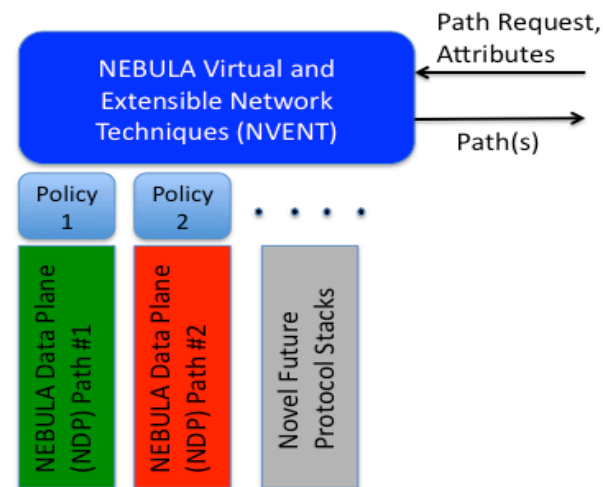 Path Request,
Attributes
NEBULA Virtual and
Extensible Network
Techniques (NVENT)
Path(s)
Policy
1
Policy
2
NEBULA Data Plane
(NDP) Path #1
NEBULA Data Plane
(NDP) Path #2
Novel Future
Protocol Stacks